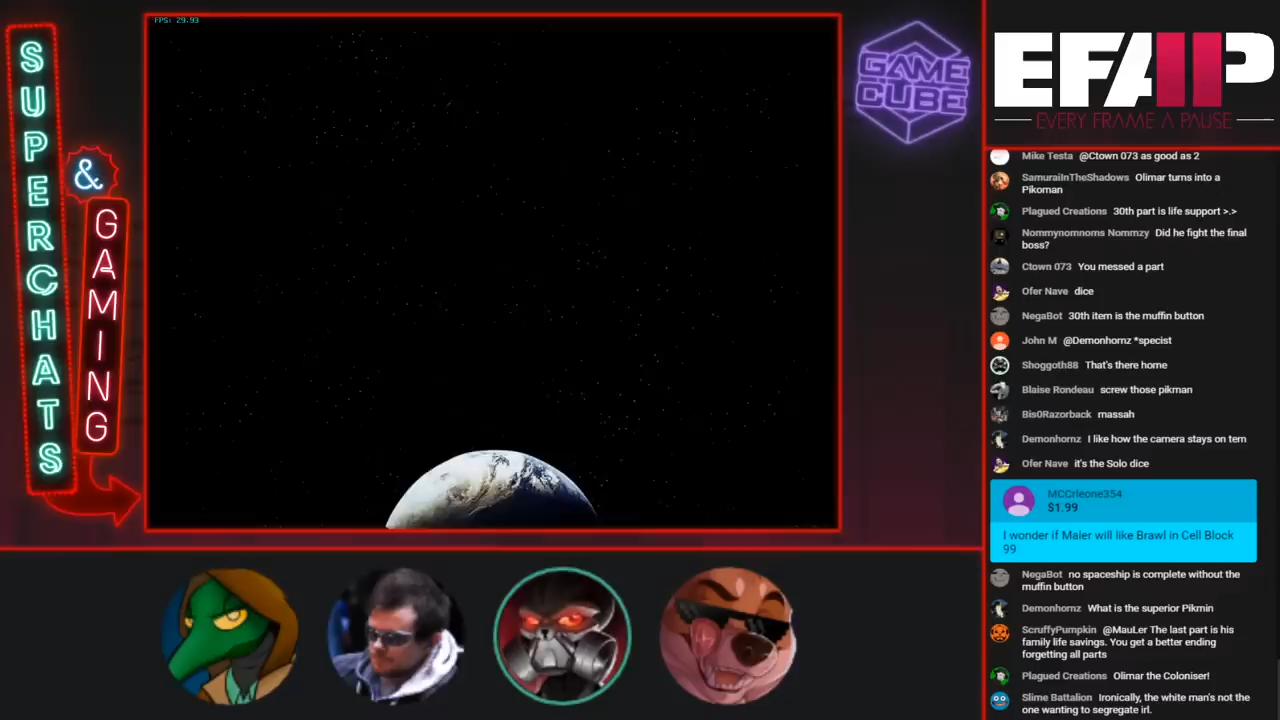 FPS: 29.93
SUPERCHATS
&
GAMING
GAME
CUBE
EFAP
EVERY FRAME A PAUSE
Mike Testa @Ctown 073 as good as 2
SamuraiInTheShadows Olimar turns into a
Pikoman
Plagued Creations 30th part is life support >.>
Nommynomnoms Nommzy Did he fight the final
boss?
Ctown 073 You messed a part
Ofer Nave dice
NegaBot 30th item is the muffin button
John M @Demonhornz *specist
Shoggoth88 That's there home
Blaise Rondeau screw those pikman
Bis0Razorback massah
Demonhornz I like how the camera stays on tem
Ofer Nave it's the Solo dice
MCCrleone354
$1.99
I wonder if Maler will like Brawl in Cell Block
99
NegaBot no spaceship is complete without the
muffin button
Demonhornz What is the superior Pikmin
ScruffyPumpkin @MauLer The last part is his
family life savings. You get a better ending
forgetting all parts
Plagued Creations Olimar the Coloniser!
Slime Battalion Ironically, the white man's not the
one wanting to segregate irl.